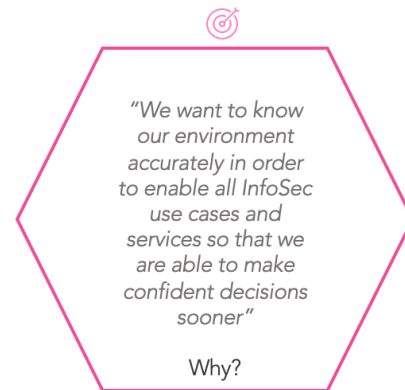 “We want to know
our environment
accurately in order
to enable all InfoSec
use cases and
services so that we
are able to make
confident decisions
sooner”
Why?